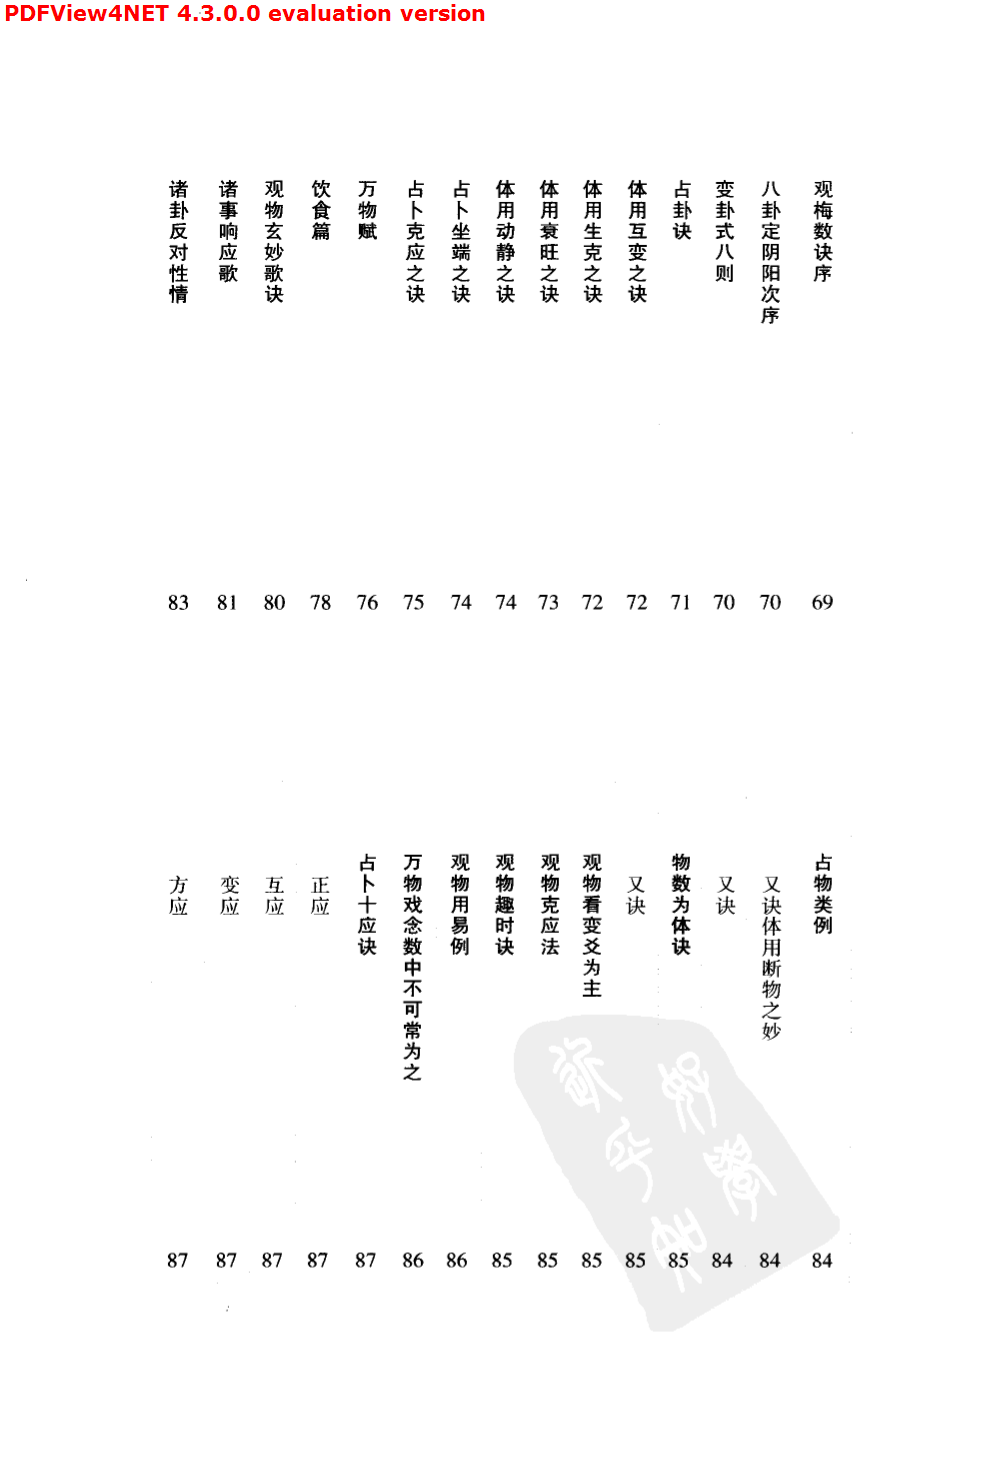 PDFView4NET 4.3.0.0 evaluation version
观梅数诀序 69
八卦定阴阳次序 70
变卦式八则 70
占卦诀 71
体用互变之诀 72
体用生克之诀 72
体用衰旺之诀 73
体用动静之诀 74
占卜坐端之诀 74
占卜克应之诀 75
万物赋 76
饮食篇 78
观物玄妙歌诀 80
诸事响应歌 81
诸卦反对性情 83
占物类例 84
又诀体用断物之妙 84
又诀 84
物数为体诀 85
又诀 85
观物看变爻为主 85
观物克应法 85
观物趣时诀 85
观物用易例 86
万物戏念数中不可常为之 86
占卜十应诀 87
正应 87
互应 87
变应 87
方应 87